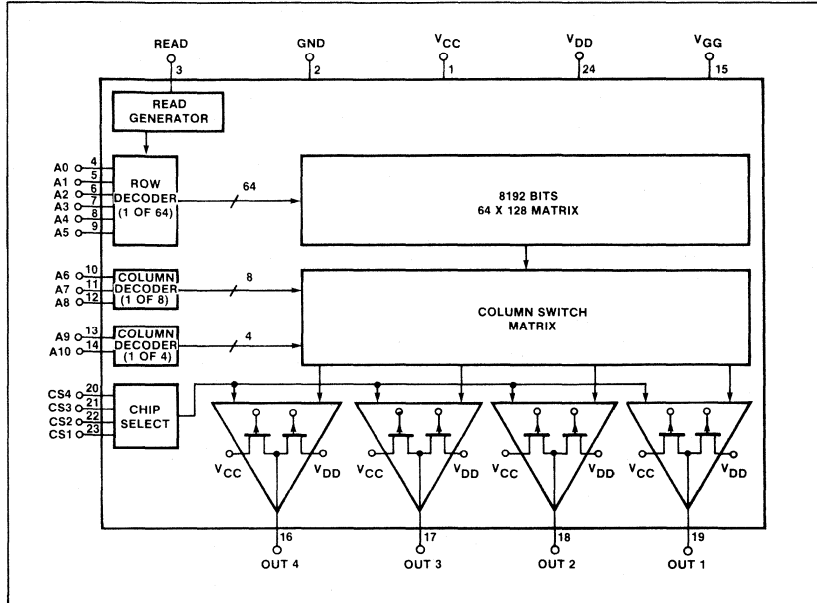 READ GND VCC VDD VGG
3 2 1 24 15
READ
GENERATOR
A0 4
A1 5
A2 6
A3 7
A4 8
A5 9
ROW
DECODER
(1 OF 64)
64
8192 BITS
64 X 128 MATRIX
A6 10
A7 11
A8 12
COLUMN
DECODER
(1 OF 8)
8
COLUMN SWITCH
MATRIX
A9 13
A10 14
COLUMN
DECODER
(1 OF 4)
4
CS4 20
CS3 21
CS2 22
CS1 23
CHIP
SELECT
VCC VDD VCC VDD VCC VDD VCC VDD
16 17 18 19
OUT 4 OUT 3 OUT 2 OUT 1